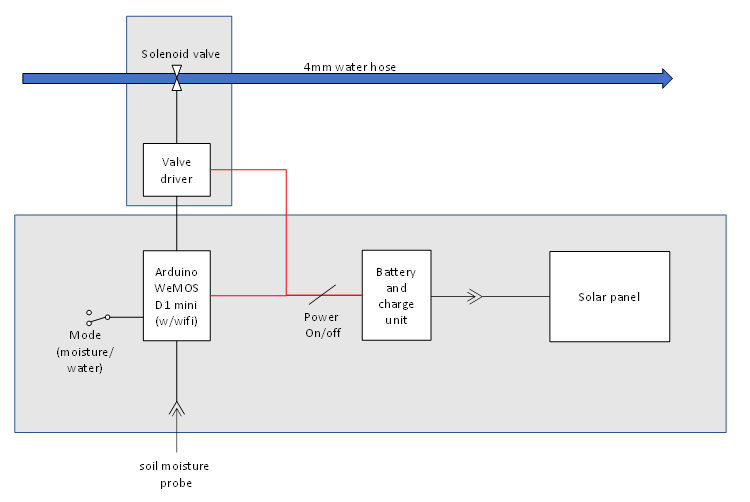 Solenoid valve
4mm water hose
Valve
driver
Arduino
WeMOS
D1 mini
(w/wifi)
Battery
and
charge
unit
Solar panel
Power
On/off
Mode
(moisture/
water)
soil moisture
probe